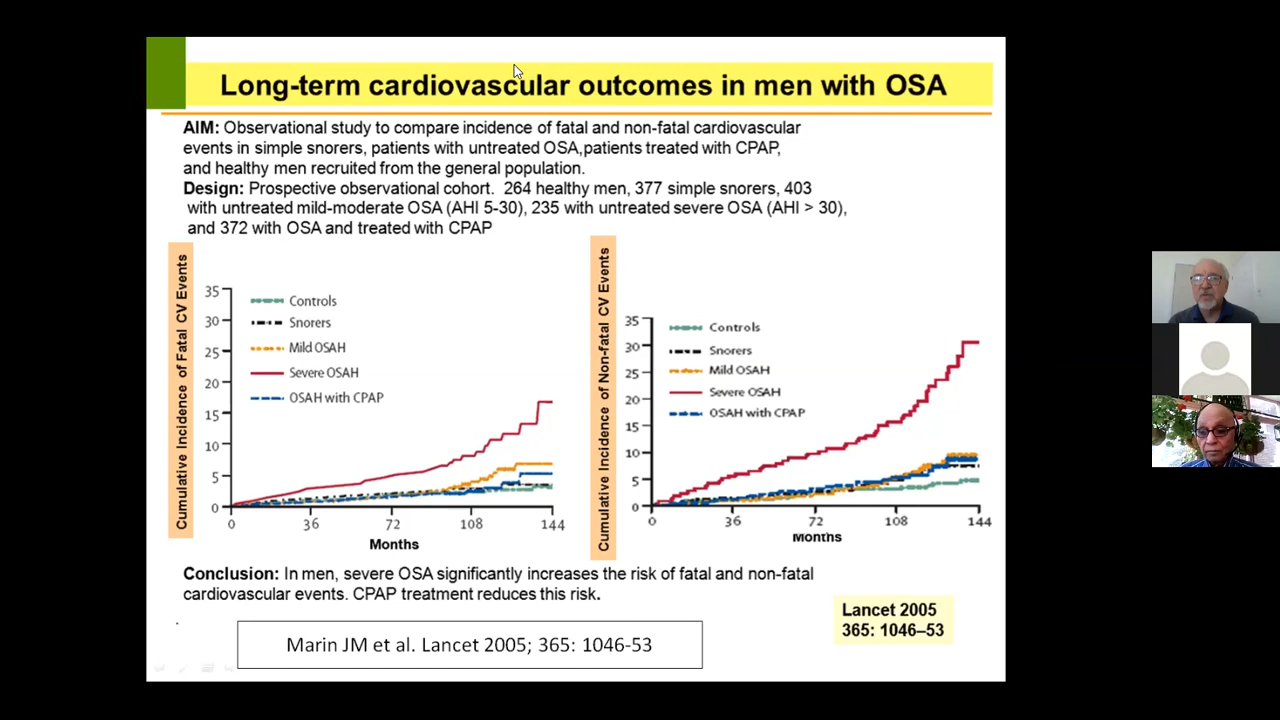 Long-term cardiovascular outcomes in men with OSA
AIM: Observational study to compare incidence of fatal and non-fatal cardiovascular
events in simple snorers, patients with untreated OSA,patients treated with CPAP,
and healthy men recruited from the general population.
Design: Prospective observational cohort. 264 healthy men, 377 simple snorers, 403
with untreated mild-moderate OSA (AHI 5-30), 235 with untreated severe OSA (AHI > 30),
and 372 with OSA and treated with CPAP
Cumulative Incidence of Fatal CV Events
35
30
25
20
15
10
5
0
Controls
Snorers
Mild OSAH
Severe OSAH
OSAH with CPAP
0 36 72 108 144
Months
Cumulative Incidence of Non-fatal CV Events
35
30
25
20
15
10
5
0
Controls
Snorers
Mild OSAH
Severe OSAH
OSAH with CPAP
0 36 72 108 144
Months
Conclusion: In men, severe OSA significantly increases the risk of fatal and non-fatal
cardiovascular events. CPAP treatment reduces this risk.
Lancet 2005
365: 1046–53
Marin JM et al. Lancet 2005; 365: 1046-53